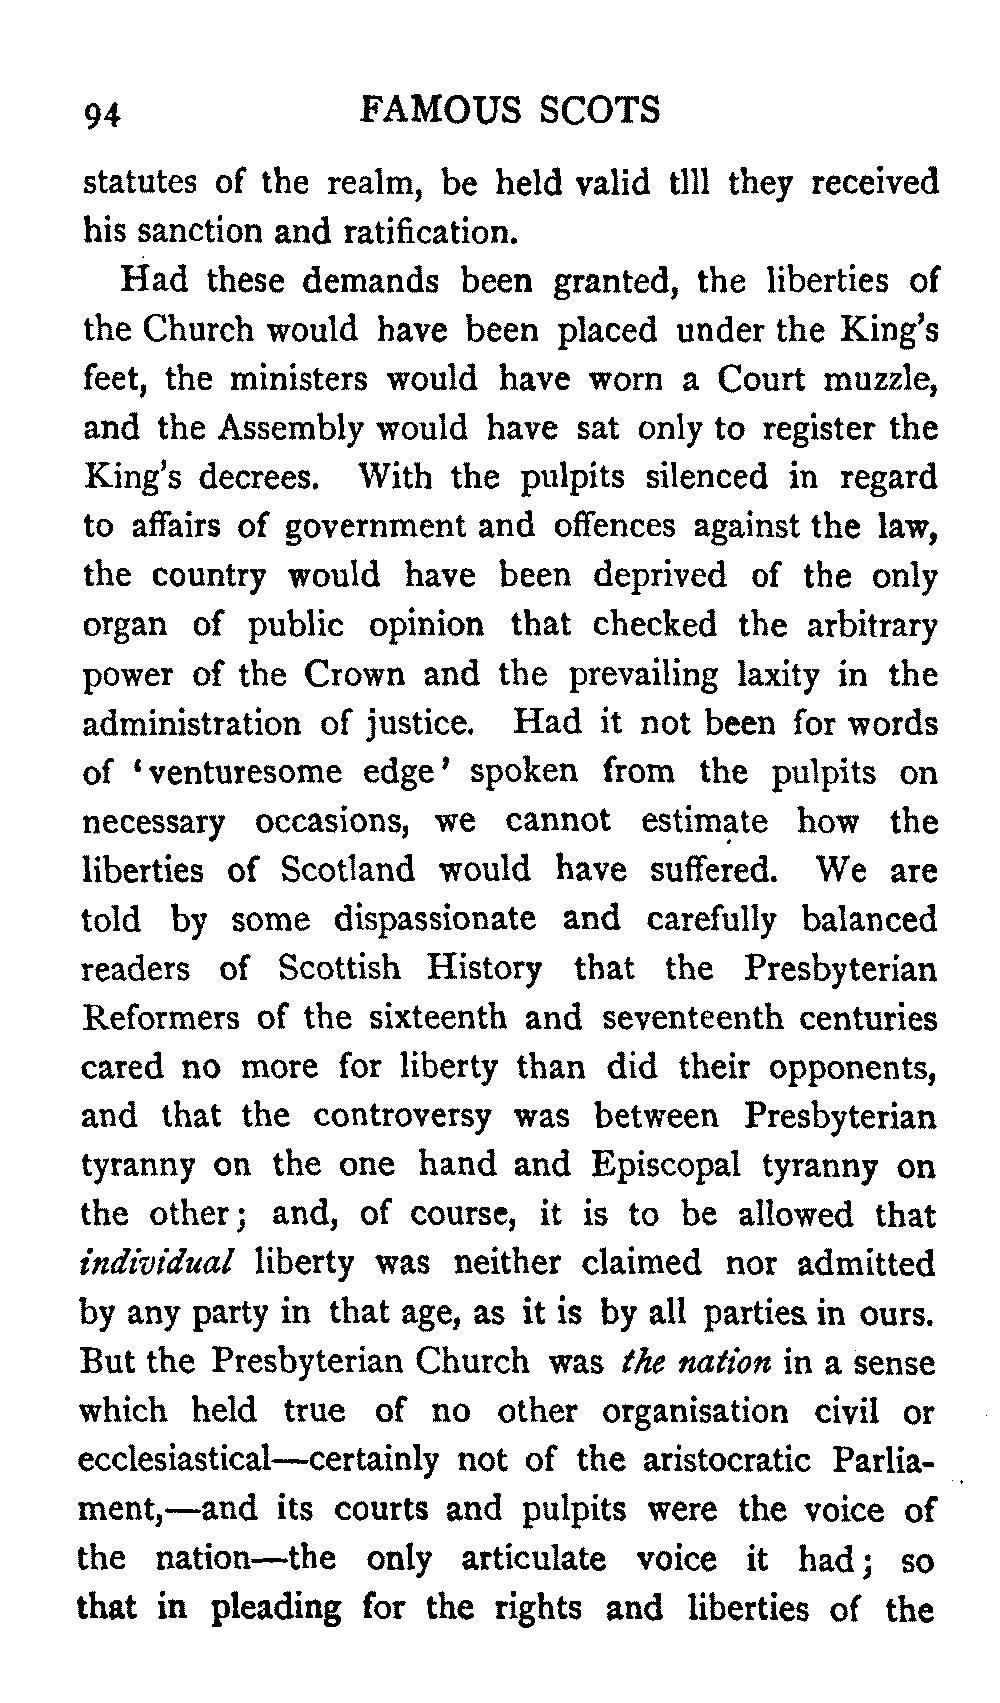 94 FAMOUS SCOTS
statutes of the realm, be held valid tlll they received
his sanction and ratification.
Had these demands been granted, the liberties of
the Church would have been placed under the King's
feet, the ministers would have worn a Court muzzle,
and the Assembly would have sat only to register the
King's decrees. With the pulpits silenced in regard
to affairs of government and offences against the law,
the country would have been deprived of the only
organ of public opinion that checked the arbitrary
power of the Crown and the prevailing laxity in the
administration of justice. Had it not been for words
of 'venturesome edge' spoken from the pulpits on
necessary occasions, we cannot estimate how the
liberties of Scotland would have suffered. We are
told by some dispassionate and carefully balanced
readers of Scottish History that the Presbyterian
Reformers of the sixteenth and seventeenth centuries
cared no more for liberty than did their opponents,
and that the controversy was between Presbyterian
tyranny on the one hand and Episcopal tyranny on
the other; and, of course, it is to be allowed that
individual liberty was neither claimed nor admitted
by any party in that age, as it is by all parties in ours.
But the Presbyterian Church was the nation in a sense
which held true of no other organisation civil or
ecclesiastical—certainly not of the aristocratic Parlia-
ment,—and its courts and pulpits were the voice of
the nation—the only articulate voice it had; so
that in pleading for the rights and liberties of the